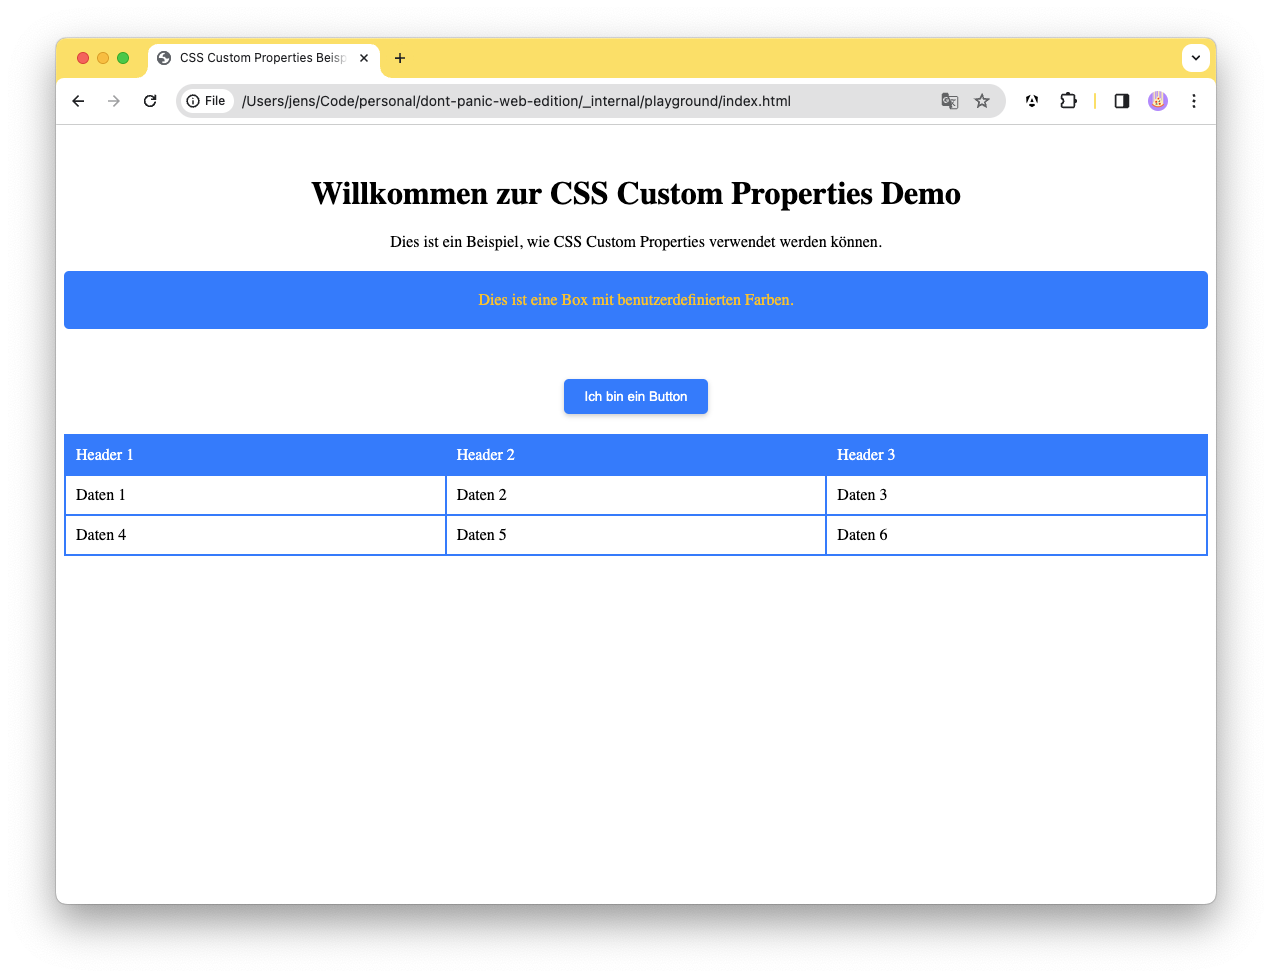 CSS Custom Properties Beisp
File /Users/jens/Code/personal/dont-panic-web-edition/_internal/playground/index.html
Willkommen zur CSS Custom Properties Demo
Dies ist ein Beispiel, wie CSS Custom Properties verwendet werden können.
Dies ist eine Box mit benutzerdefinierten Farben.
Ich bin ein Button
Header 1 Header 2 Header 3
Daten 1 Daten 2 Daten 3
Daten 4 Daten 5 Daten 6